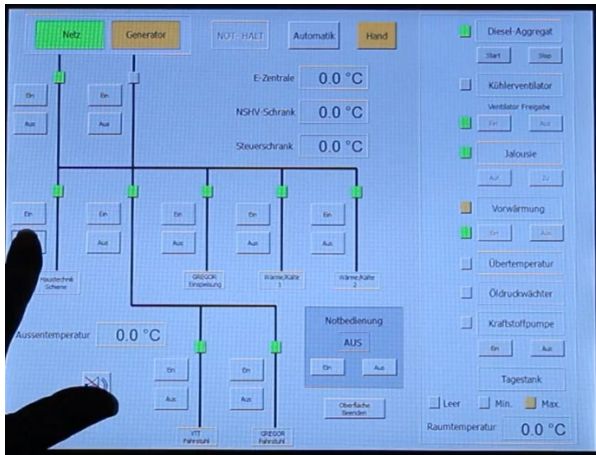 Netz
Generator
NOT HALT
Automatik
Hand
E-Zentrale 0.0 °C
NSHV-Schrank 0.0 °C
Steuerschrank 0.0 °C
Ein
Ein
Aus
Aus
Ein
Ein
Ein
Ein
Ein
Aus
Aus
Aus
Aus
Haustechnik
Schiene
GREGOR
Einspeisung
Wärme/Kälte
1
Wärme/Kälte
2
Aussentemperatur 0.0 °C
Ein
Ein
Aus
Aus
VTT
Fahrstuhl
GREGOR
Fahrstuhl
Notbedienung
AUS
Ein
Aus
Oberfläche
Beenden
Diesel-Aggregat
Start
Stop
Kühlerventilator
Ventilator Freigabe
Ein
Aus
Jalousie
Auf
Zu
Vorwärmung
Ein
Aus
Übertemperatur
Öldruckwächter
Kraftstoffpumpe
Ein
Aus
Tagestank
Leer
Min.
Max.
Raumtemperatur 0.0 °C